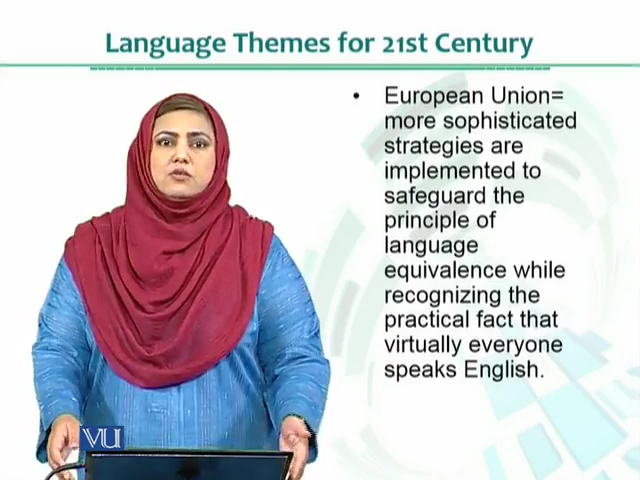 Language Themes for 21st Century
• European Union=
more sophisticated
strategies are
implemented to
safeguard the
principle of
language
equivalence while
recognizing the
practical fact that
virtually everyone
speaks English.
VU